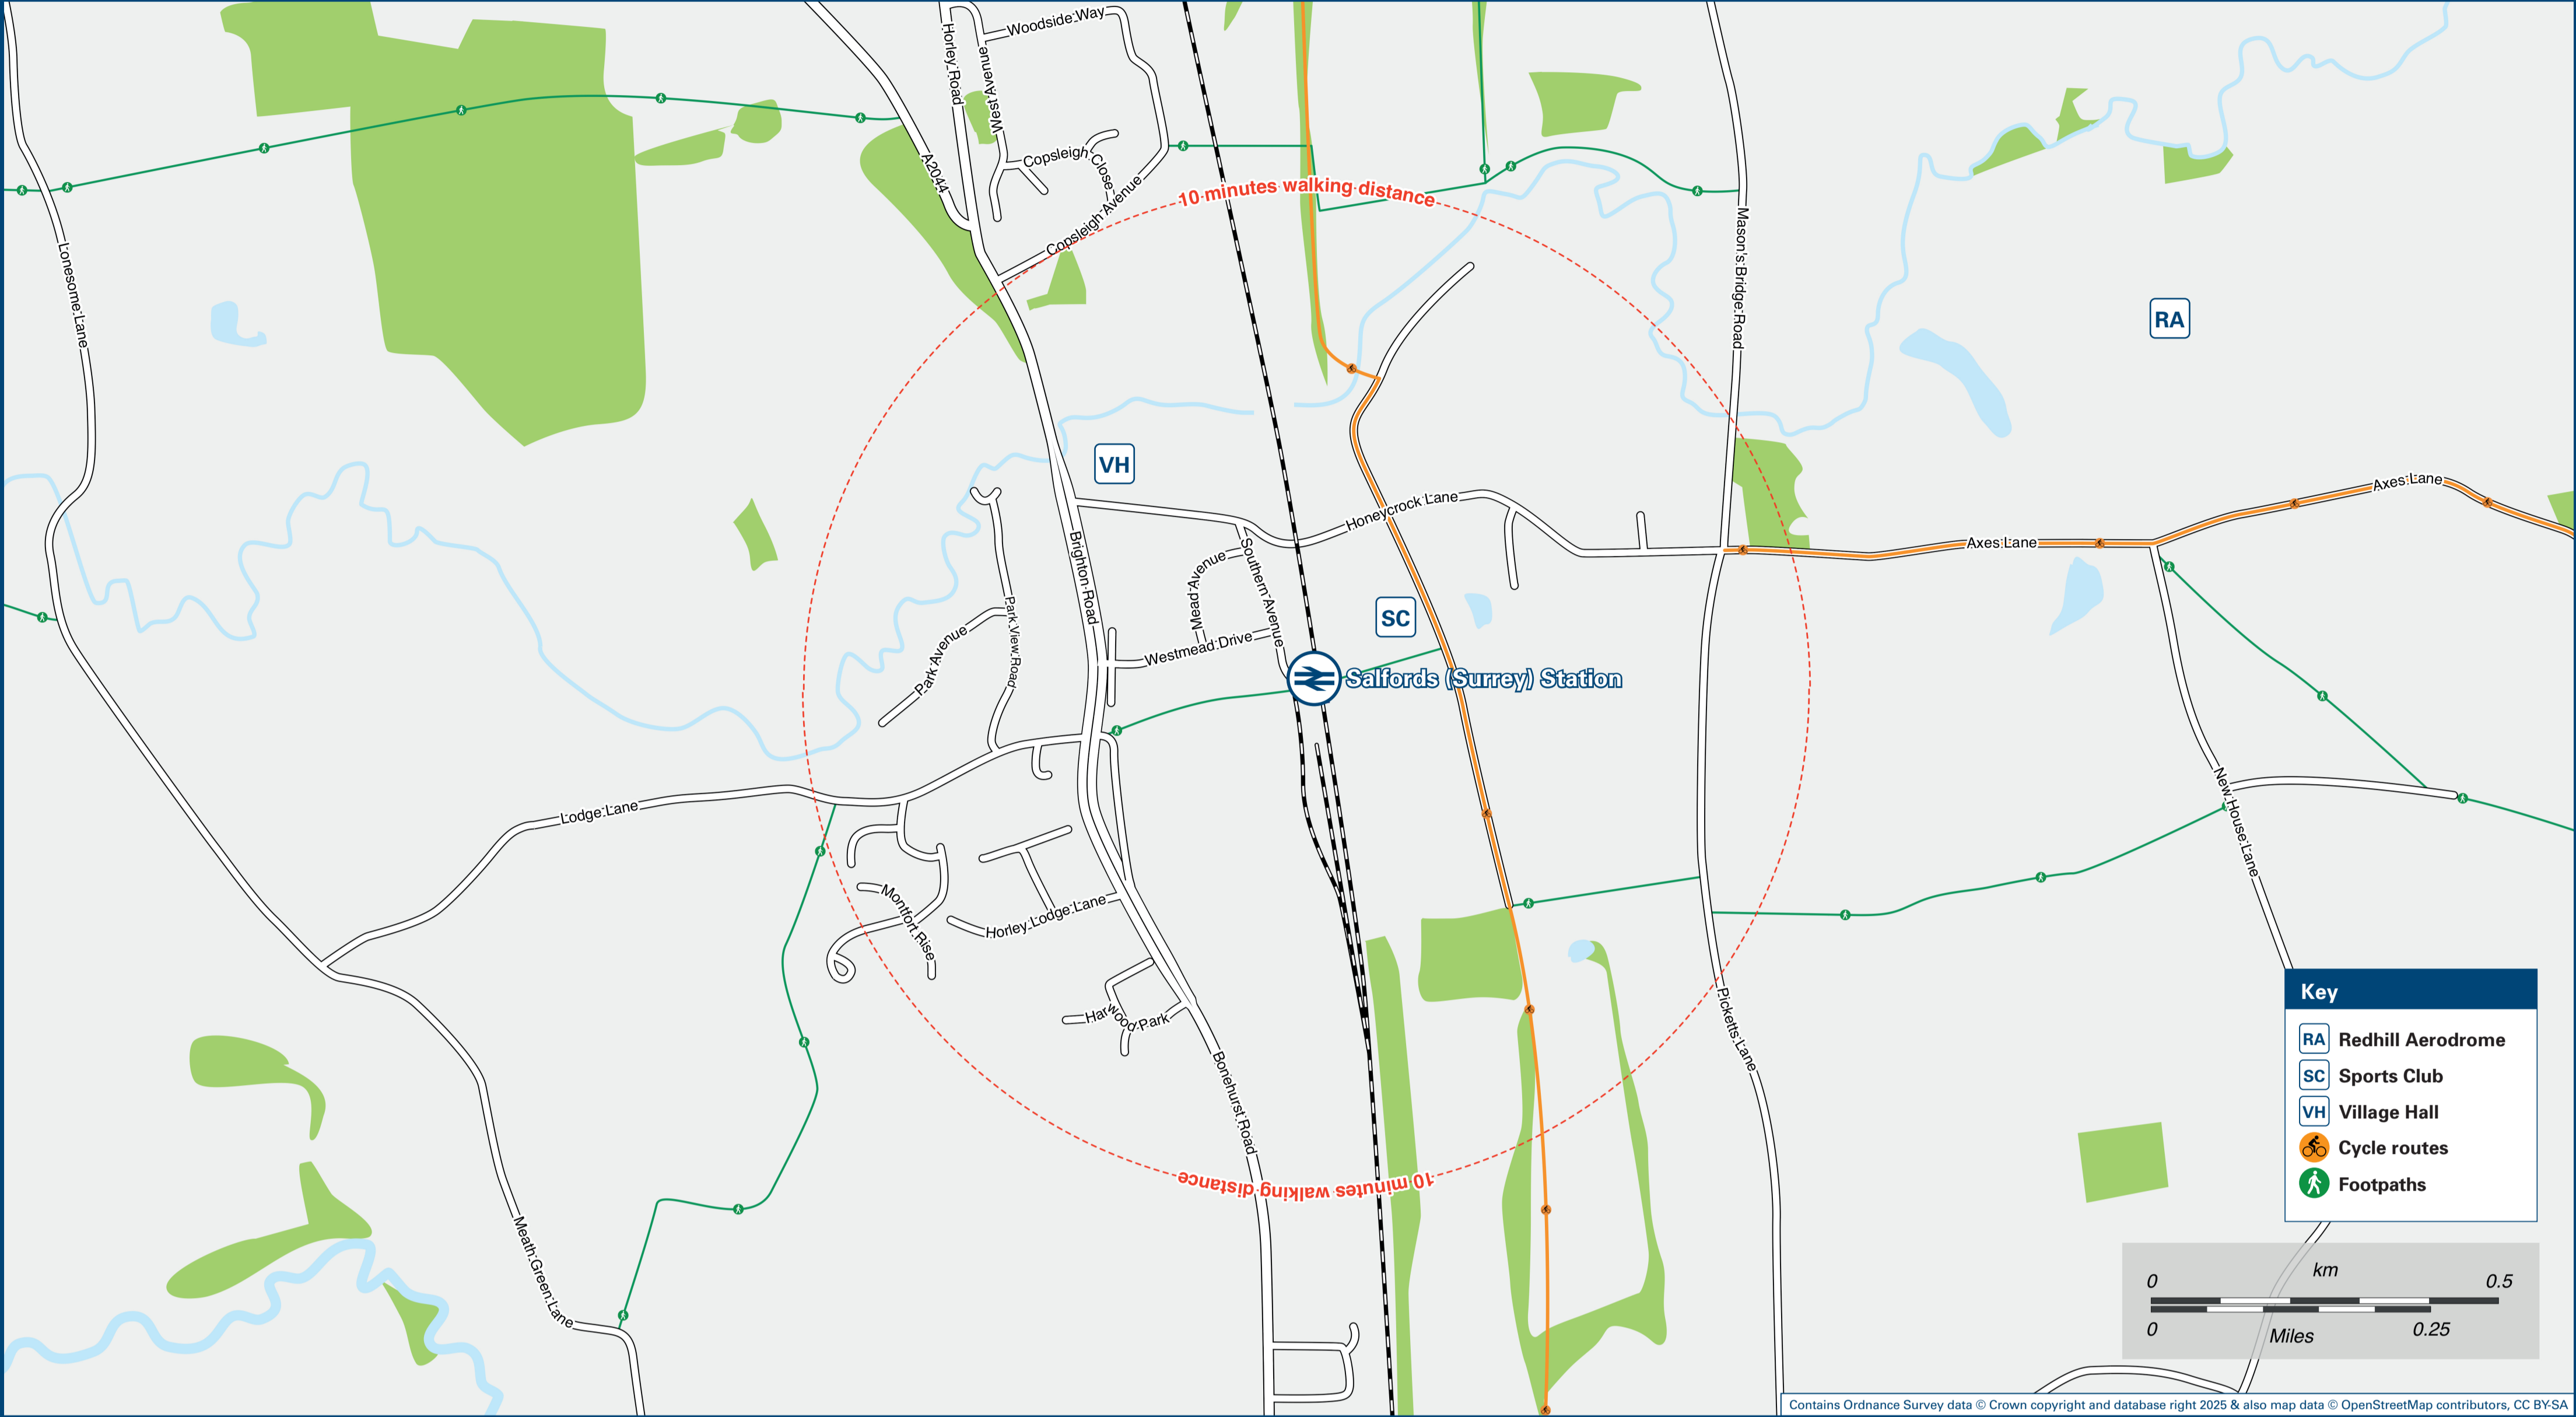 Woodside Way
Horley Road
West Avenue
A2044
Copsleigh Close
Copsleigh Avenue
10 minutes walking distance
Mason's Bridge Road
Lonesome Lane
RA
VH
Axes Lane
Honeycrock Lane
Axes Lane
Brighton Road
Southern Avenue
Mead Avenue
SC
Park View Road
Park Avenue
Westmead Drive
Salfords (Surrey) Station
Lodge Lane
New House Lane
Montfort Rise
Horley Lodge Lane
Harwood Park
Picketts Lane
Bonehurst Road
10 minutes walking distance
Meath Green Lane
Key
RA Redhill Aerodrome
SC Sports Club
VH Village Hall
Cycle routes
Footpaths
km
0 0.5
0 0.25
Miles
Contains Ordnance Survey data © Crown copyright and database right 2025 & also map data © OpenStreetMap contributors, CC BY-SA